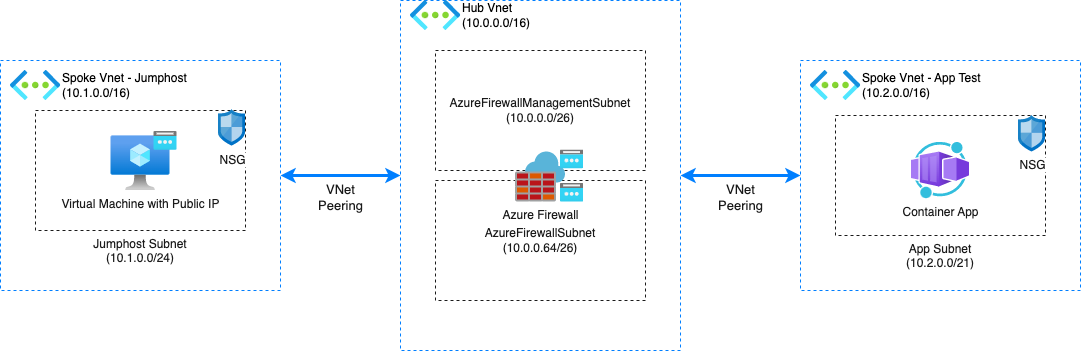 Hub Vnet
(10.0.0.0/16)
Spoke Vnet - Jumphost
(10.1.0.0/16)
NSG
Virtual Machine with Public IP
Jumphost Subnet
(10.1.0.0/24)
VNet
Peering
AzureFirewallManagementSubnet
(10.0.0.0/26)
Azure Firewall
AzureFirewallSubnet
(10.0.0.64/26)
VNet
Peering
Spoke Vnet - App Test
(10.2.0.0/16)
NSG
Container App
App Subnet
(10.2.0.0/21)